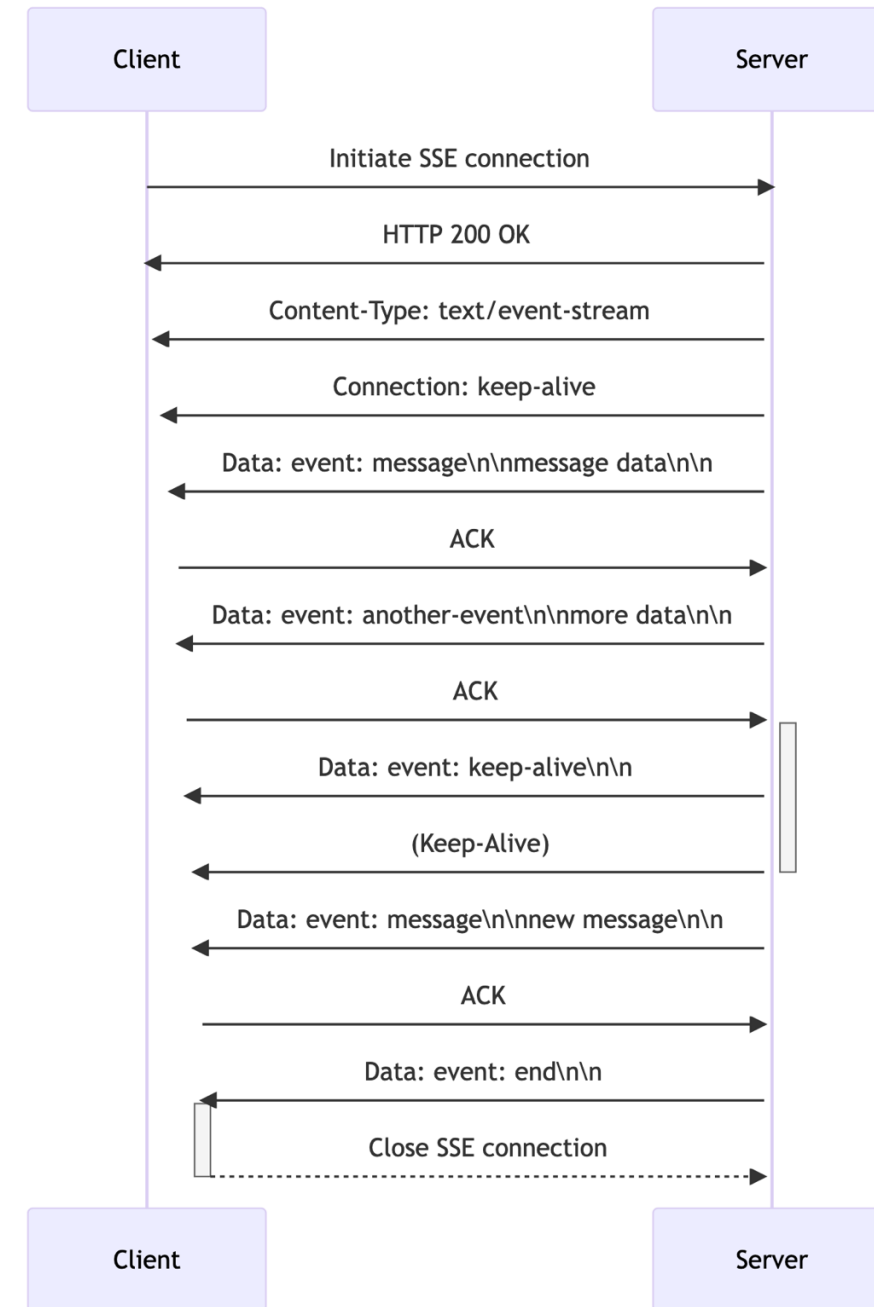 Client
Server
Initiate SSE connection
HTTP 200 OK
Content-Type: text/event-stream
Connection: keep-alive
Data: event: message\n\nmessage data\n\n
ACK
Data: event: another-event\n\nmore data\n\n
ACK
Data: event: keep-alive\n\n
(Keep-Alive)
Data: event: message\n\nnew message\n\n
ACK
Data: event: end\n\n
Close SSE connection
Client
Server